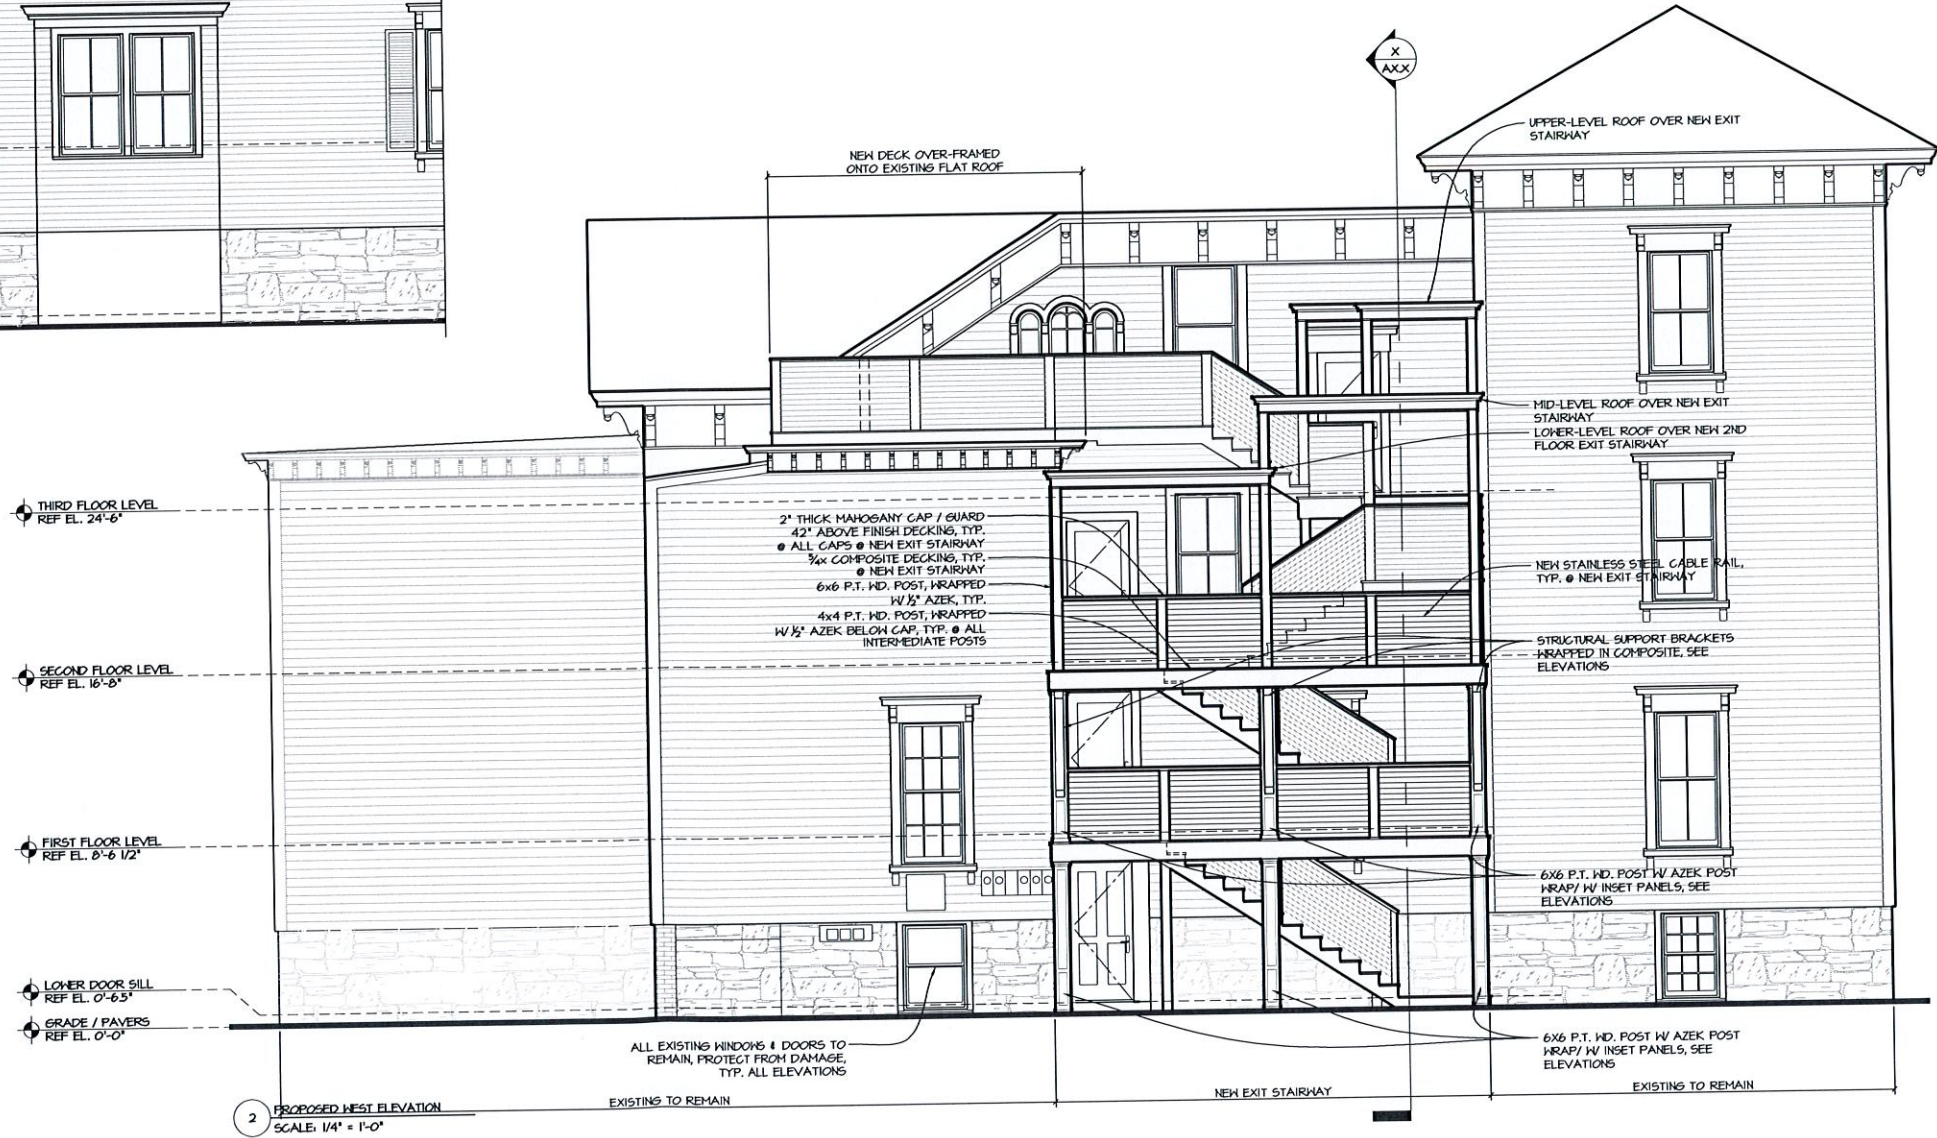 X
AX.X
UPPER-LEVEL ROOF OVER NEW EXIT
STAIRWAY
NEW DECK OVER-FRAMED
ONTO EXISTING FLAT ROOF
MID-LEVEL ROOF OVER NEW EXIT
STAIRWAY
LOWER-LEVEL ROOF OVER NEW 2ND
FLOOR EXIT STAIRWAY
THIRD FLOOR LEVEL
REF EL. 24'-6"
2" THICK MAHOGANY CAP / GUARD
42" ABOVE FINISH DECKING, TYP.
@ ALL CAPS @ NEW EXIT STAIRWAY
5/4x COMPOSITE DECKING, TYP.
@ NEW EXIT STAIRWAY
6x6 P.T. WD. POST, WRAPPED
W/ 1/2" AZEK, TYP.
4x4 P.T. WD. POST, WRAPPED
W/ 1/2" AZEK BELOW CAP, TYP. @ ALL
INTERMEDIATE POSTS
NEW STAINLESS STEEL CABLE RAIL,
TYP. @ NEW EXIT STAIRWAY
STRUCTURAL SUPPORT BRACKETS
WRAPPED IN COMPOSITE, SEE
ELEVATIONS
SECOND FLOOR LEVEL
REF EL. 16'-8"
FIRST FLOOR LEVEL
REF EL. 8'-6 1/2"
6X6 P.T. WD. POST W/ AZEK POST
WRAP/ W/ INSET PANELS, SEE
ELEVATIONS
LOWER DOOR SILL
REF EL. 0'-6.5"
GRADE / PAVERS
REF EL. 0'-0"
ALL EXISTING WINDOWS & DOORS TO
REMAIN, PROTECT FROM DAMAGE,
TYP. ALL ELEVATIONS
6X6 P.T. WD. POST W/ AZEK POST
WRAP/ W/ INSET PANELS, SEE
ELEVATIONS
EXISTING TO REMAIN
NEW EXIT STAIRWAY
EXISTING TO REMAIN
2
PROPOSED WEST ELEVATION
SCALE: 1/4" = 1'-0"